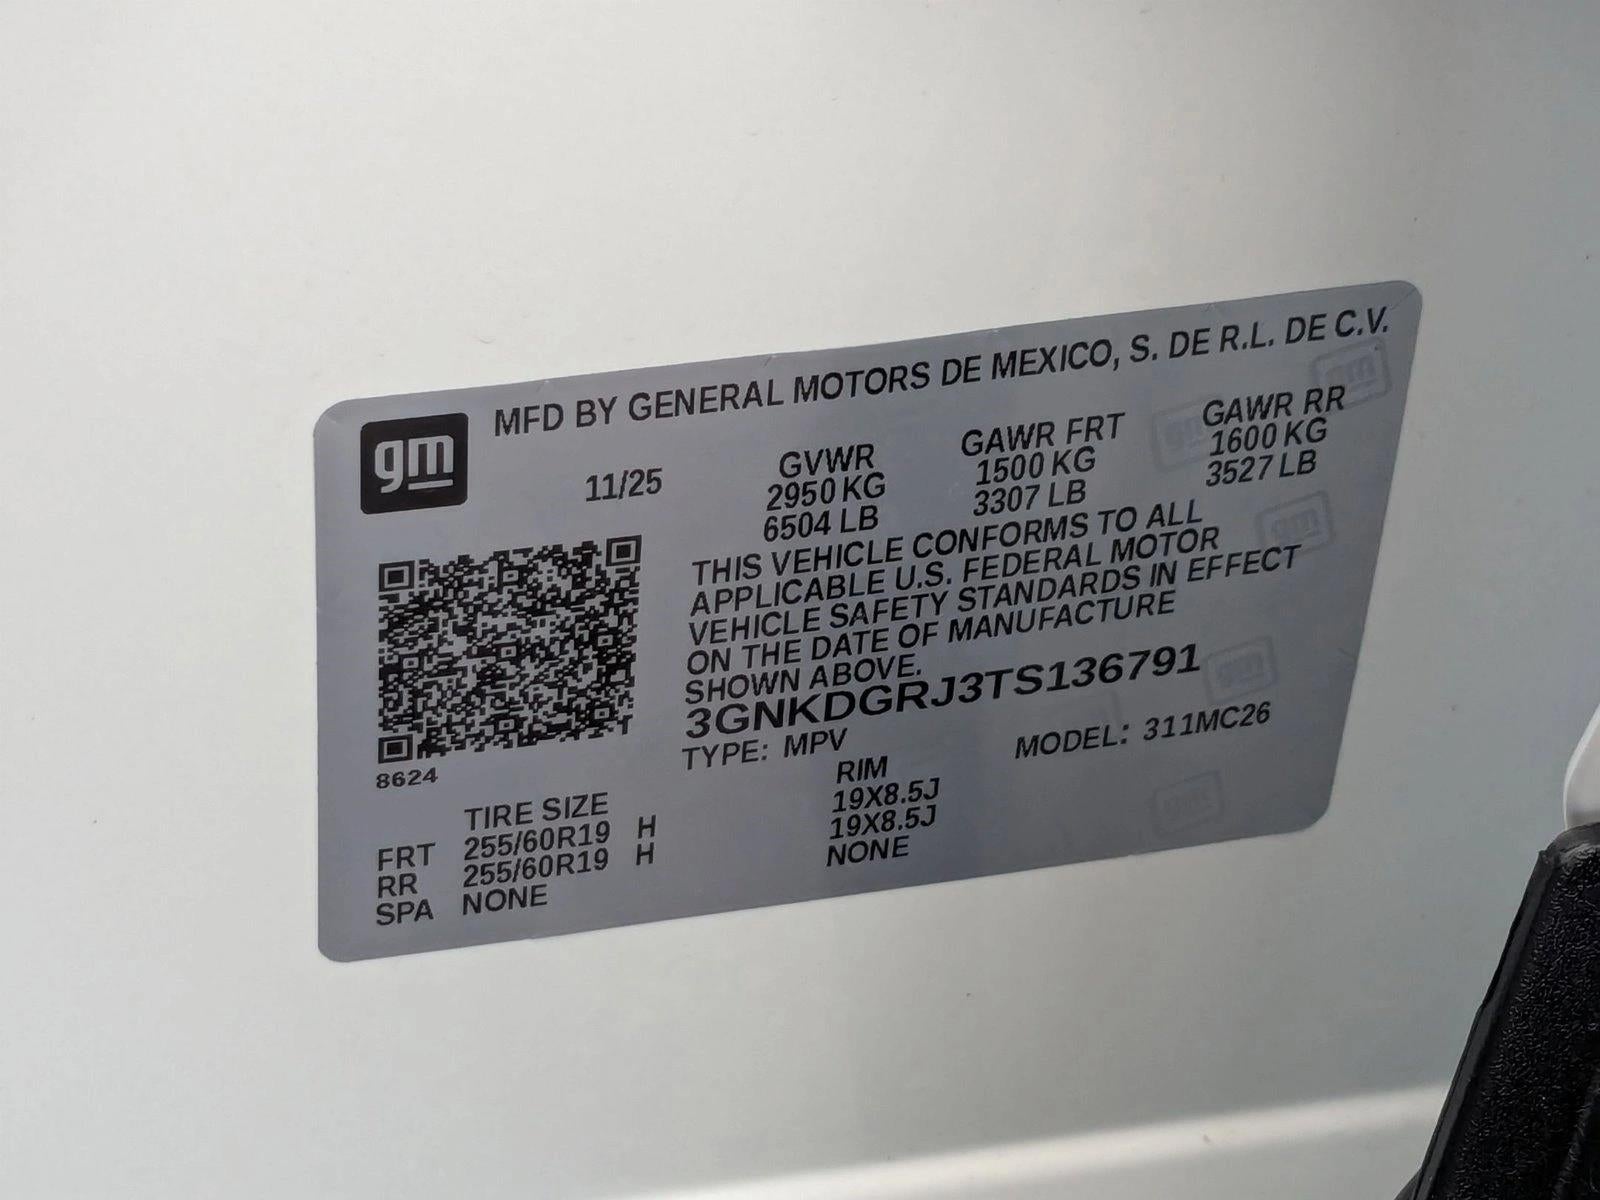 gm
MFD BY GENERAL MOTORS DE MEXICO, S. DE R.L. DE C.V.
11/25 GVWR GAWR FRT GAWR RR
2950 KG 1500 KG 1600 KG
6504 LB 3307 LB 3527 LB
THIS VEHICLE CONFORMS TO ALL
APPLICABLE U.S. FEDERAL MOTOR
VEHICLE SAFETY STANDARDS IN EFFECT
ON THE DATE OF MANUFACTURE
SHOWN ABOVE.
3GNKDGRJ3TS136791
TYPE: MPV MODEL: 311MC26
8624
TIRE SIZE RIM
FRT 255/60R19 H 19X8.5J
RR 255/60R19 H 19X8.5J
SPA NONE NONE